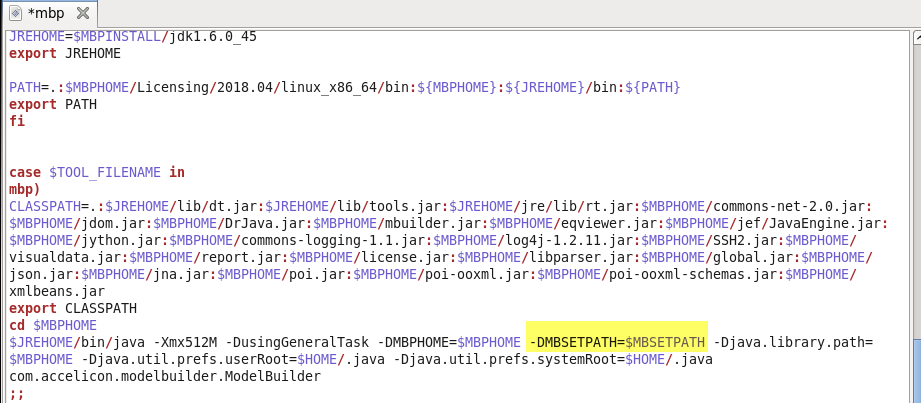 *mbp
JREHOME=$MBPINSTALL/jdk1.6.0_45
export JREHOME
PATH=.:$MBPHOME/Licensing/2018.04/linux_x86_64/bin:${MBPHOME}:${JREHOME}/bin:${PATH}
export PATH
fi
case $TOOL_FILENAME in
mbp)
CLASSPATH=.:$JREHOME/lib/dt.jar:$JREHOME/lib/tools.jar:$JREHOME/jre/lib/rt.jar:$MBPHOME/commons-net-2.0.jar:
$MBPHOME/jdom.jar:$MBPHOME/DrJava.jar:$MBPHOME/mbuilder.jar:$MBPHOME/eqviewer.jar:$MBPHOME/jef/JavaEngine.jar:
$MBPHOME/jython.jar:$MBPHOME/commons-logging-1.1.jar:$MBPHOME/log4j-1.2.11.jar:$MBPHOME/SSH2.jar:$MBPHOME/
visualdata.jar:$MBPHOME/report.jar:$MBPHOME/license.jar:$MBPHOME/libparser.jar:$MBPHOME/global.jar:$MBPHOME/
json.jar:$MBPHOME/jna.jar:$MBPHOME/poi.jar:$MBPHOME/poi-ooxml.jar:$MBPHOME/poi-ooxml-schemas.jar:$MBPHOME/
xmlbeans.jar
export CLASSPATH
cd $MBPHOME
$JREHOME/bin/java -Xmx512M -DusingGeneralTask -DMBPHOME=$MBPHOME -DMBSETPATH=$MBSETPATH -Djava.library.path=
$MBPHOME -Djava.util.prefs.userRoot=$HOME/.java -Djava.util.prefs.systemRoot=$HOME/.java
com.accelicon.modelbuilder.ModelBuilder
;;